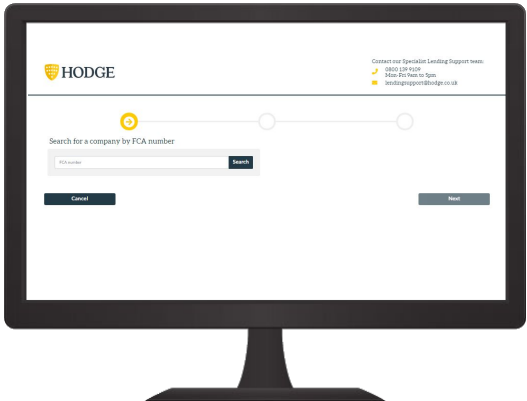 HODGE
Contact our Specialist Lending Support team:
0800 139 9109
Mon-Fri 9am to 5pm
lendingsupport@hodge.co.uk
Search for a company by FCA number
FCA number
Search
Cancel
Next